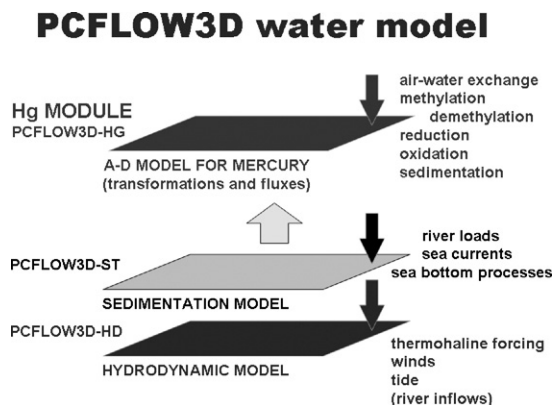 PCFLOW3D water model
air-water exchange
Hg MODULE
methylation
PCFLOW3D-HG
demethylation
reduction
oxidation
A-D MODEL FOR MERCURY
(transformations and fluxes)
sedimentation
river loads
sea currents
PCFLOW3D-ST
sea bottom processes
SEDIMENTATION MODEL
PCFLOW3D-HD
thermohaline forcing
winds
HYDRODYNAMIC MODEL
tide
(river inflows)